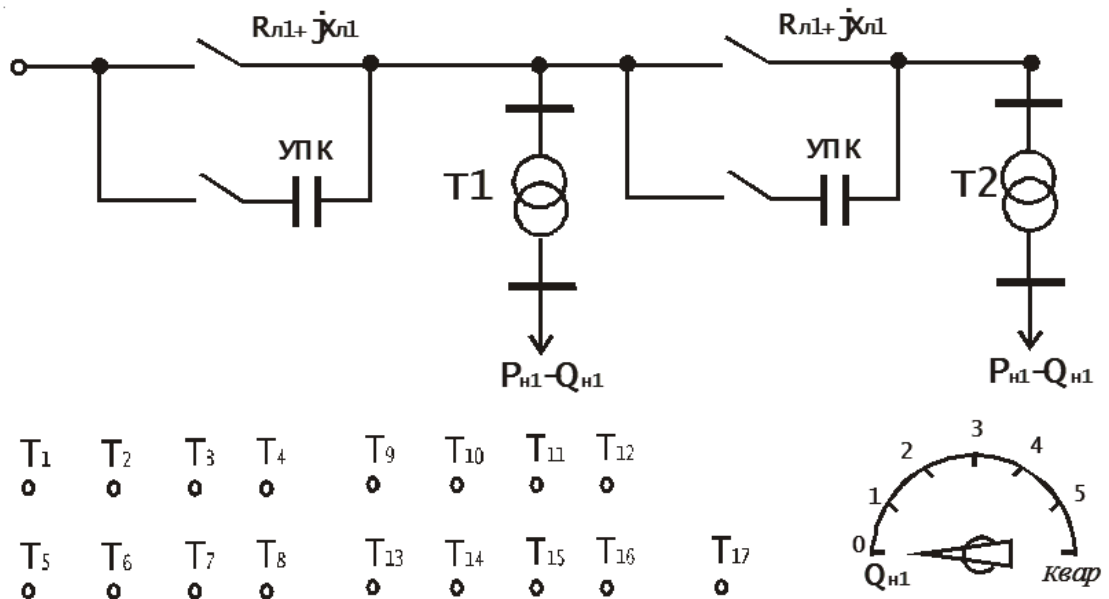 Rл1+ jXл1
Rл1+ jXл1
УПК
УПК
T1
T2
Pн1-Qн1
Pн1-Qн1
T1 T2 T3 T4 T9 T10 T11 T12
T5 T6 T7 T8 T13 T14 T15 T16 T17
0 1 2 3 4 5
Qн1
квар